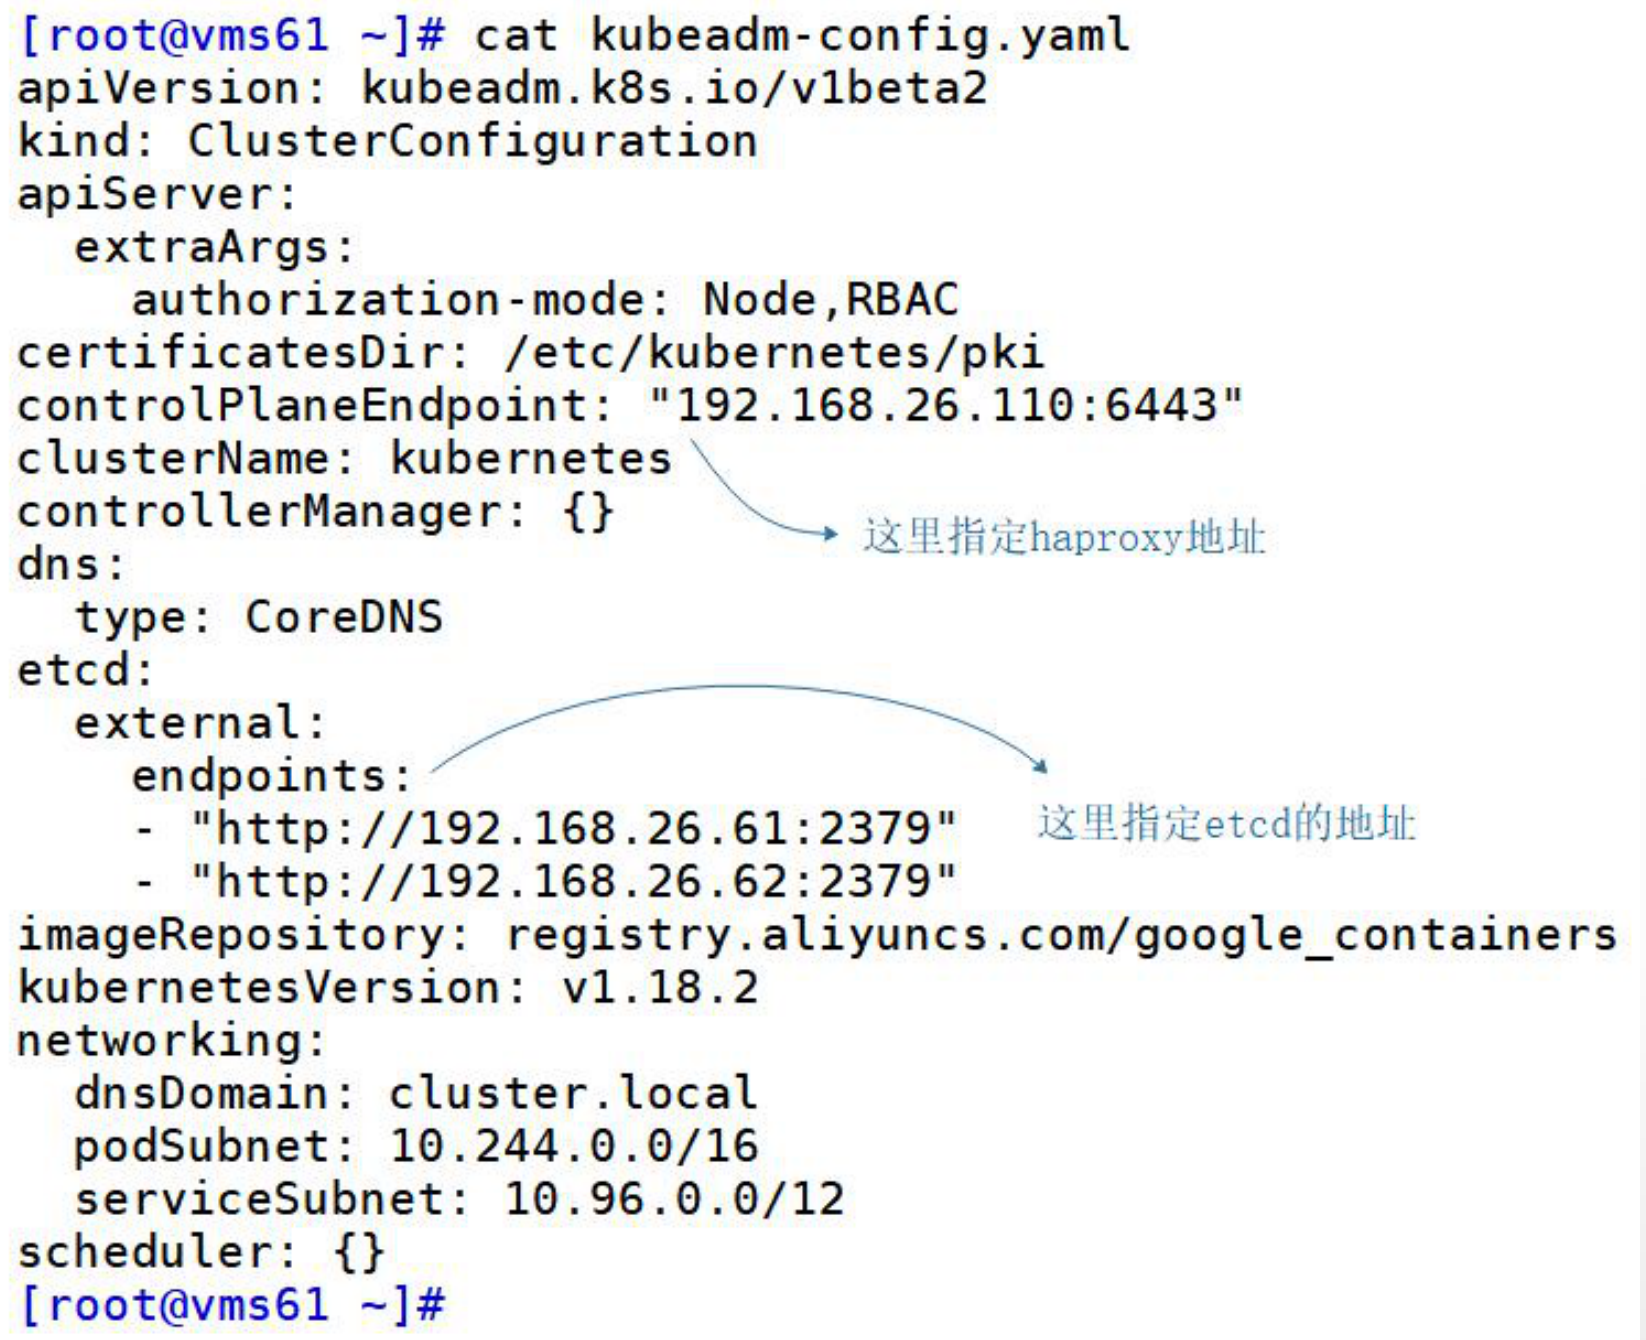 [root@vms61 ~]# cat kubeadm-config.yaml
apiVersion: kubeadm.k8s.io/v1beta2
kind: ClusterConfiguration
apiServer:
  extraArgs:
    authorization-mode: Node,RBAC
certificatesDir: /etc/kubernetes/pki
controlPlaneEndpoint: "192.168.26.110:6443"
clusterName: kubernetes
controllerManager: {}
这里指定haproxy地址
dns:
  type: CoreDNS
etcd:
  external:
    endpoints:
    - "http://192.168.26.61:2379"
这里指定etcd的地址
    - "http://192.168.26.62:2379"
imageRepository: registry.aliyuncs.com/google_containers
kubernetesVersion: v1.18.2
networking:
  dnsDomain: cluster.local
  podSubnet: 10.244.0.0/16
  serviceSubnet: 10.96.0.0/12
scheduler: {}
[root@vms61 ~]#